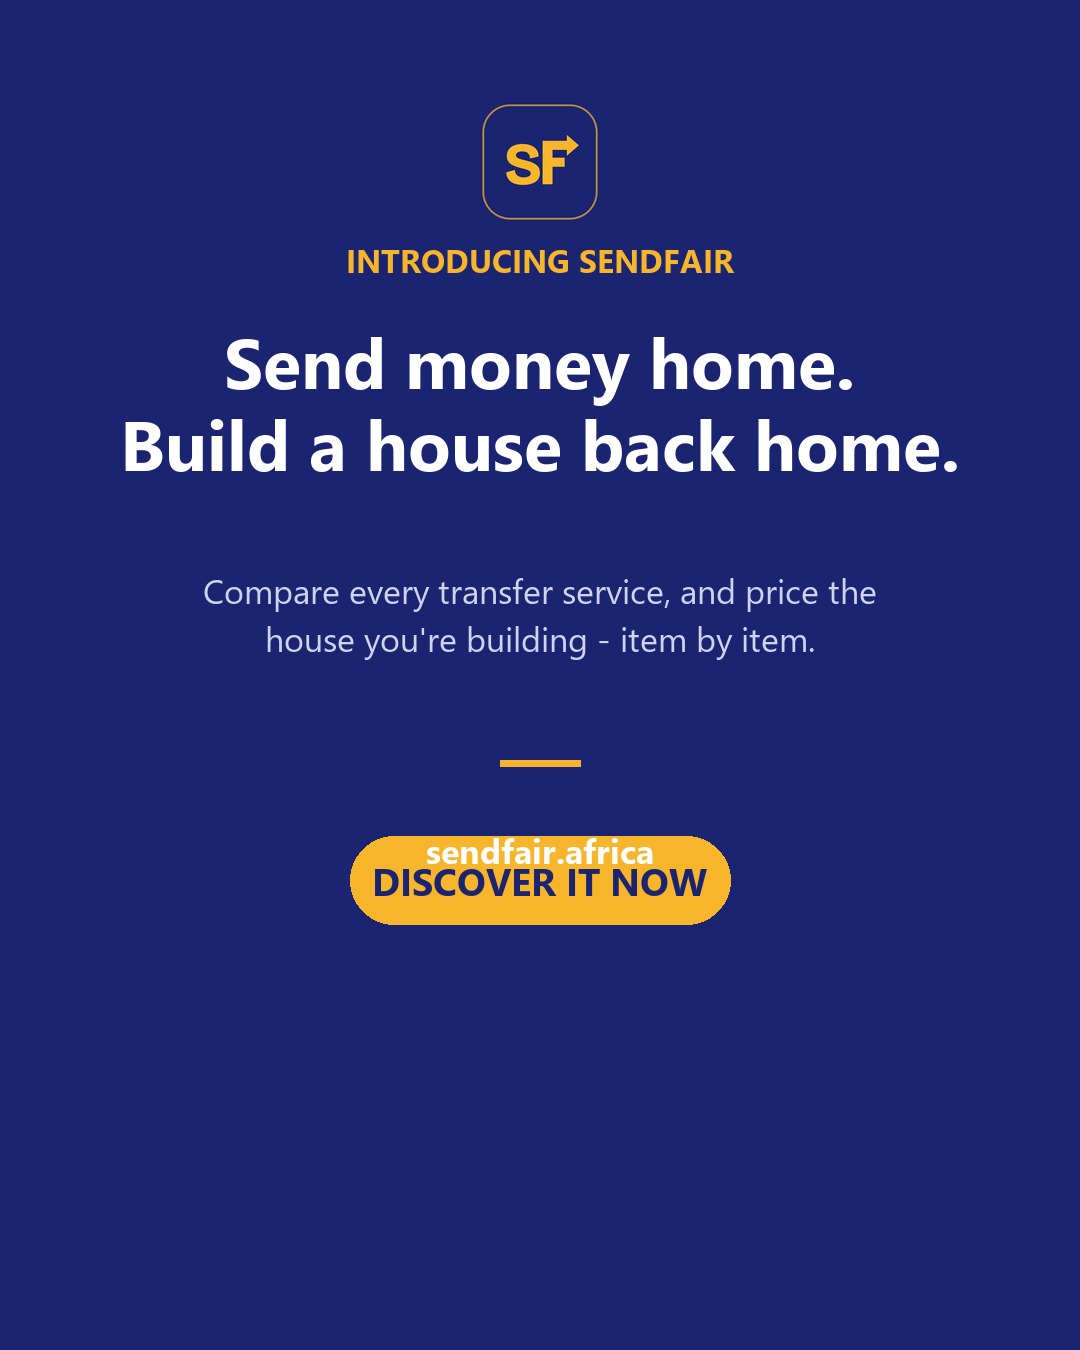 SF
INTRODUCING SENDFAIR
Send money home.
Build a house back home.
Compare every transfer service, and price the
house you're building - item by item.
sendfair.africa
DISCOVER IT NOW